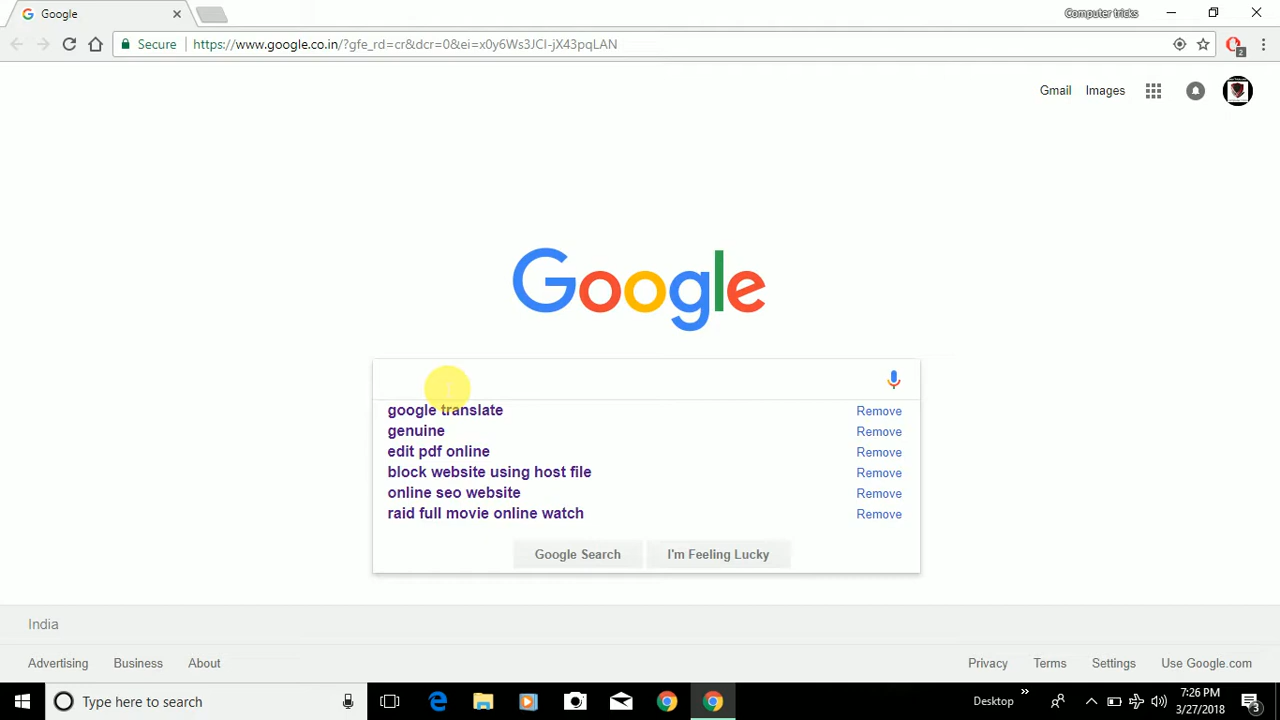 Google
Computer tricks
Secure https://www.google.co.in/?gfe_rd=cr&dcr=0&ei=x0y6Ws3JCI-jX43pqLAN
2
Gmail Images
Google
google translate Remove
genuine Remove
edit pdf online Remove
block website using host file Remove
online seo website Remove
raid full movie online watch Remove
Google Search I'm Feeling Lucky
India
Advertising Business About Privacy Terms Settings Use Google.com
Type here to search Desktop 7:26 PM
3/27/2018
3